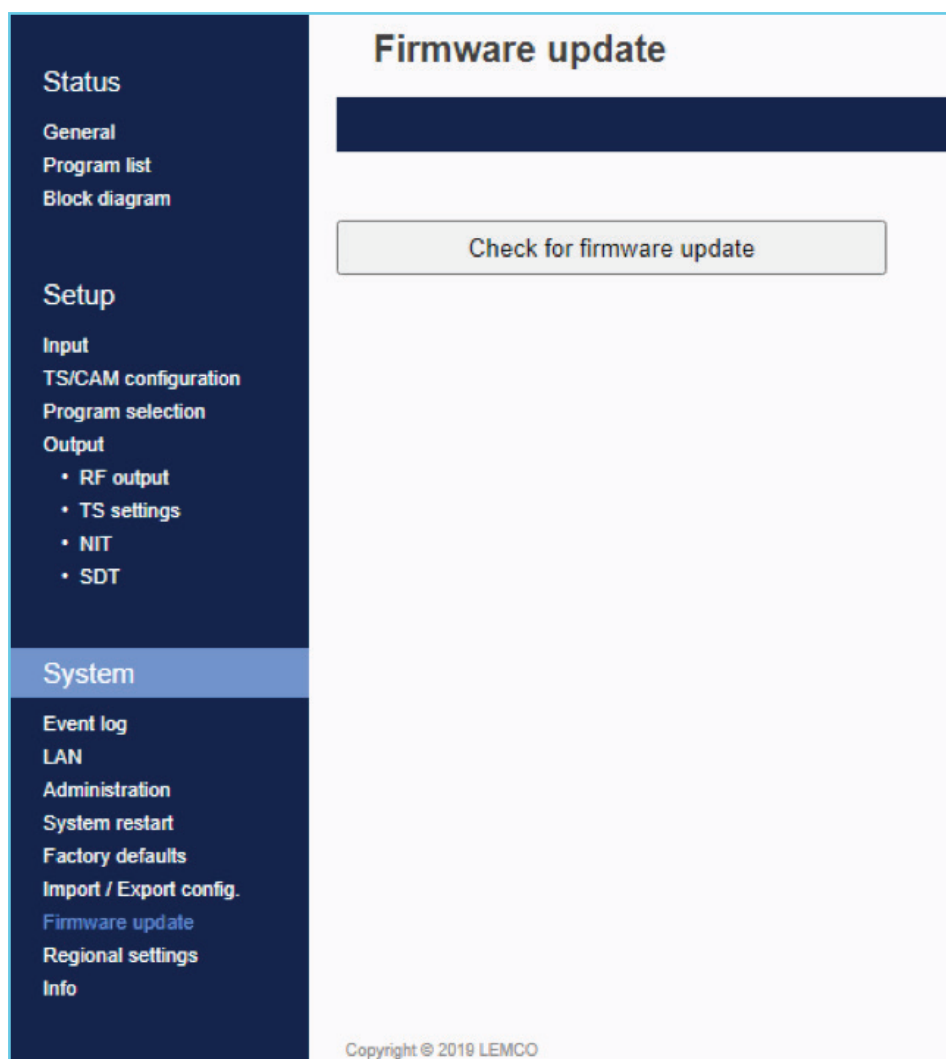 Status
General
Program list
Block diagram
Setup
Input
TS/CAM configuration
Program selection
Output
• RF output
• TS settings
• NIT
• SDT
System
Event log
LAN
Administration
System restart
Factory defaults
Import / Export config.
Firmware update
Regional settings
Info
Firmware update
Check for firmware update
Copyright © 2019 LEMCO